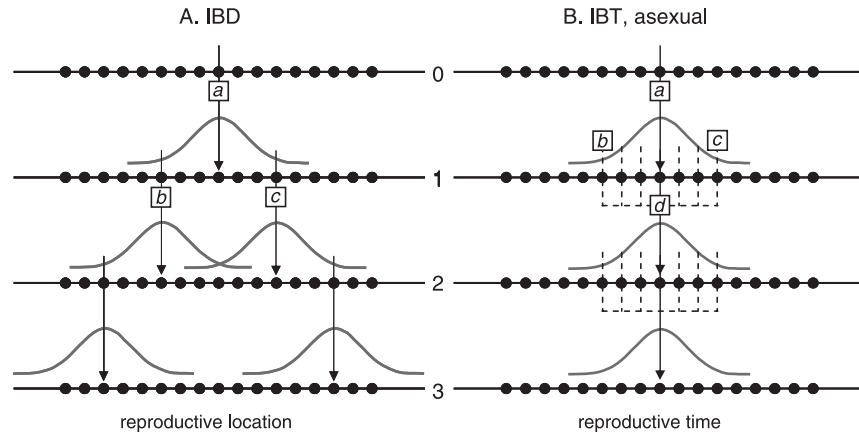 A. IBD
B. IBT, asexual
0
a
a
b
c
1
b
c
d
2
3
reproductive location
reproductive time